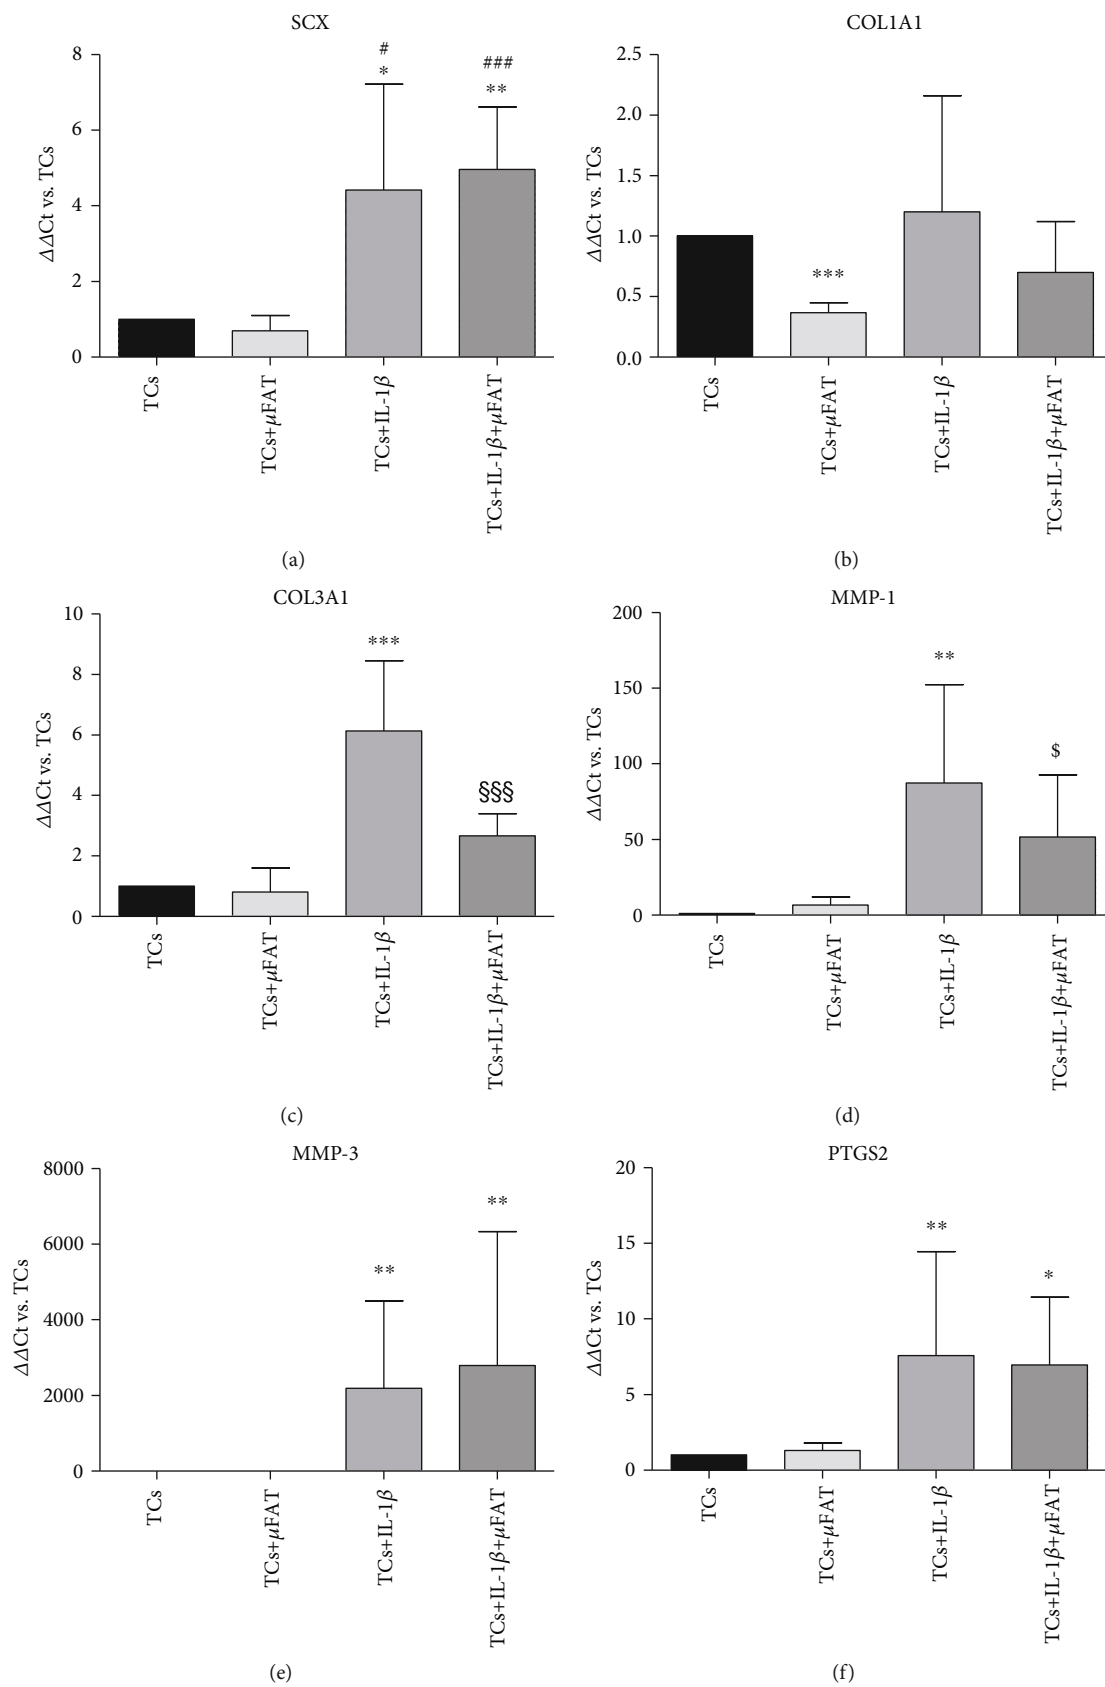 SCX
8
6
4
2
0
ΔΔCt vs. TCs
#
*
###
**
TCs
TCs+μFAT
TCs+IL-1β
TCs+IL-1β+μFAT
(a)
COL1A1
2.5
2.0
1.5
1.0
0.5
0.0
ΔΔCt vs. TCs
***
TCs
TCs+μFAT
TCs+IL-1β
TCs+IL-1β+μFAT
(b)
COL3A1
10
8
6
4
2
0
ΔΔCt vs. TCs
***
§§§
TCs
TCs+μFAT
TCs+IL-1β
TCs+IL-1β+μFAT
(c)
MMP-1
200
150
100
50
0
ΔΔCt vs. TCs
**
$
TCs
TCs+μFAT
TCs+IL-1β
TCs+IL-1β+μFAT
(d)
MMP-3
8000
6000
4000
2000
0
ΔΔCt vs. TCs
**
**
TCs
TCs+μFAT
TCs+IL-1β
TCs+IL-1β+μFAT
(e)
PTGS2
20
15
10
5
0
ΔΔCt vs. TCs
**
*
TCs
TCs+μFAT
TCs+IL-1β
TCs+IL-1β+μFAT
(f)